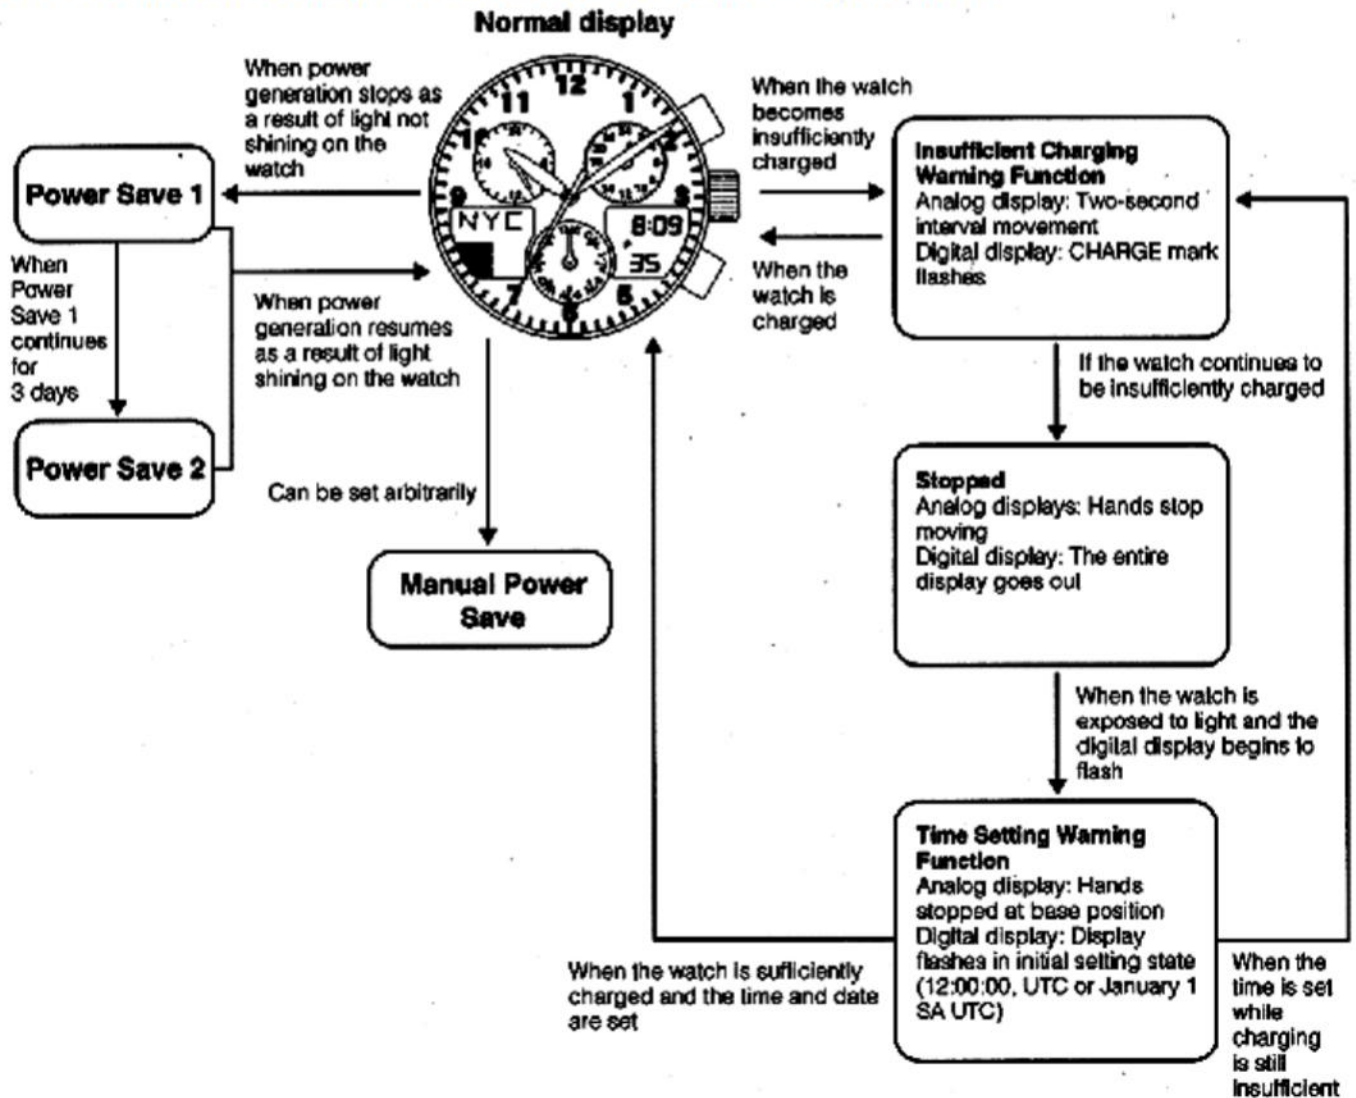 Normal display
When power
generation stops as
a result of light not
shining on the
watch
Power Save 1
When
Power
Save 1
continues
for
3 days
Power Save 2
When power
generation resumes
as a result of light
shining on the watch
12
1
2
3
5
6
7
9
10
11
NYC
8:09
35
Can be set arbitrarily
Manual Power
Save
When the watch
becomes
insufficiently
charged
When the
watch is
charged
Insufficient Charging
Warning Function
Analog display: Two-second
interval movement
Digital display: CHARGE mark
flashes
If the watch continues to
be insufficiently charged
Stopped
Analog displays: Hands stop
moving
Digital display: The entire
display goes out
When the watch is
exposed to light and the
digital display begins to
flash
Time Setting Warning
Function
Analog display: Hands
stopped at base position
Digital display: Display
flashes in initial setting state
(12:00:00, UTC or January 1
SA UTC)
When the watch is sufficiently
charged and the time and date
are set
When the
time is set
while
charging
is still
insufficient